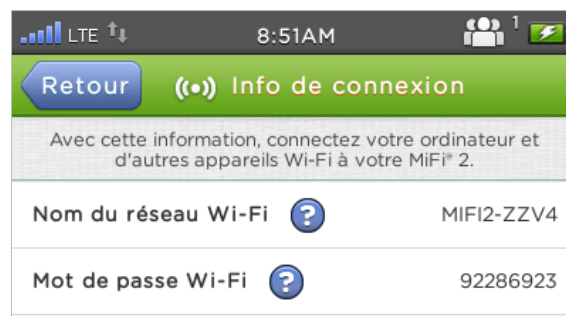 LTE 8:51AM 1
Retour Info de connexion
Avec cette information, connectez votre ordinateur et
d'autres appareils Wi-Fi à votre MiFi® 2.
Nom du réseau Wi-Fi ? MIFI2-ZZV4
Mot de passe Wi-Fi ? 92286923